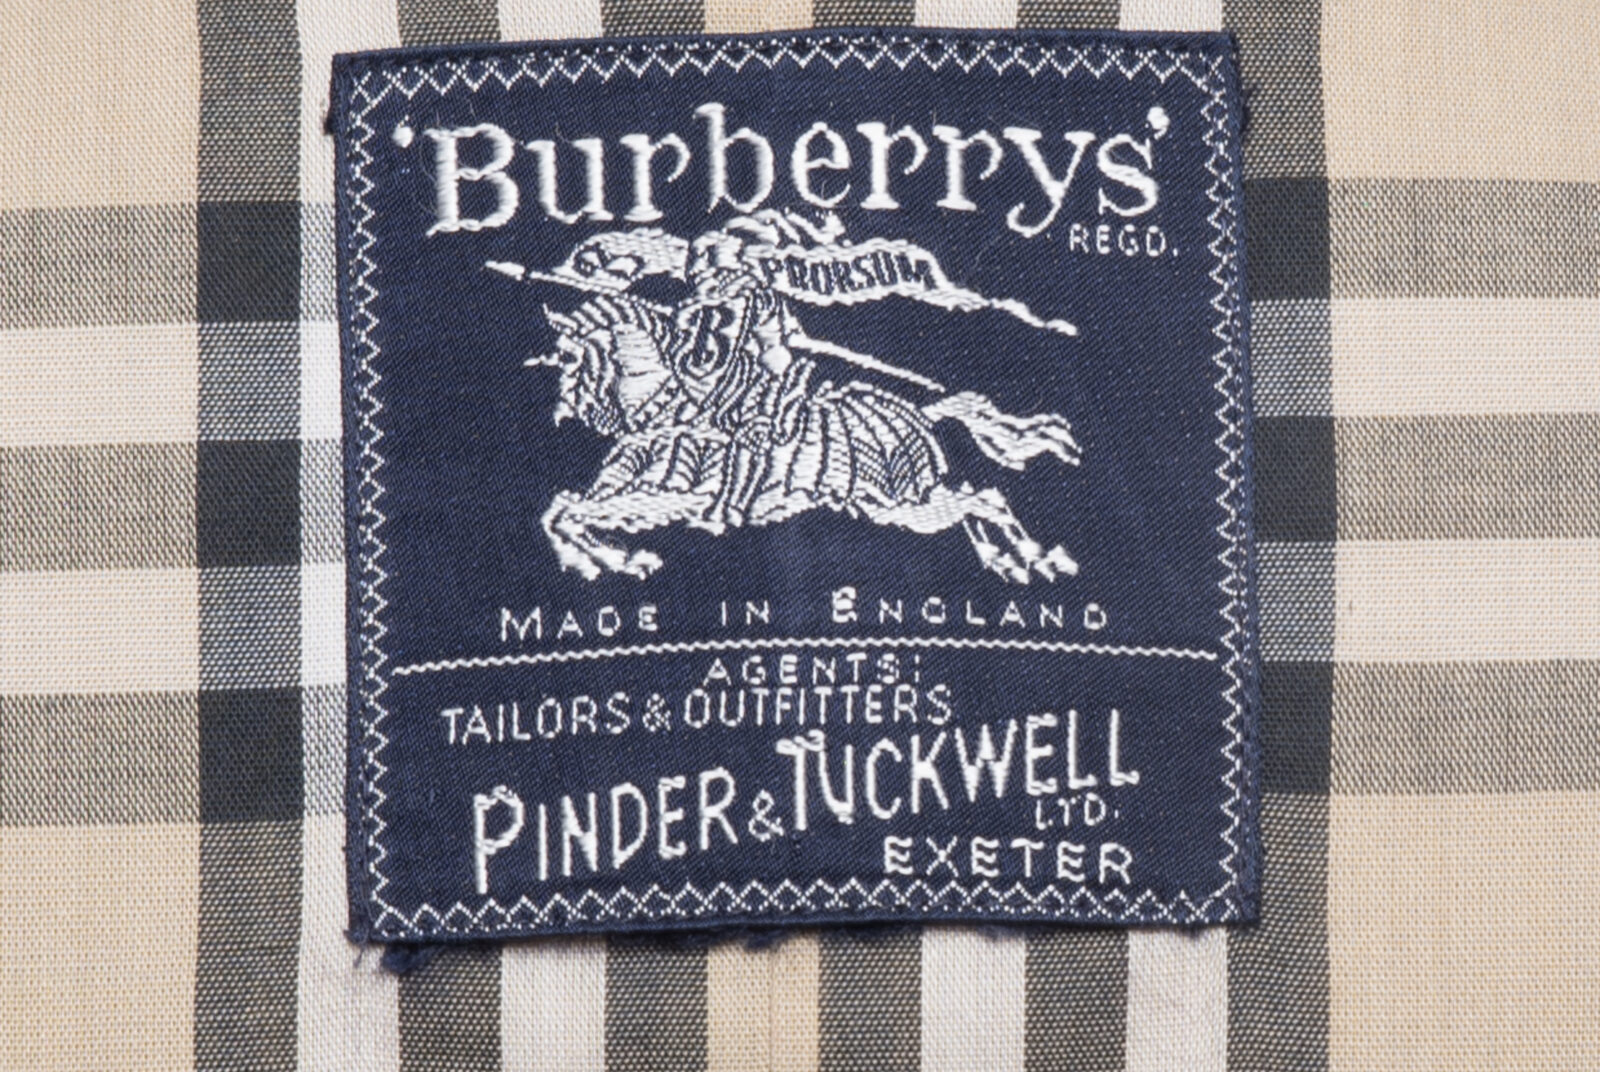 'Burberrys'
REGD.
PRORSUM
B
MADE IN ENGLAND
AGENTS:
TAILORS & OUTFITTERS
PINDER & TUCKWELL
LTD.
EXETER